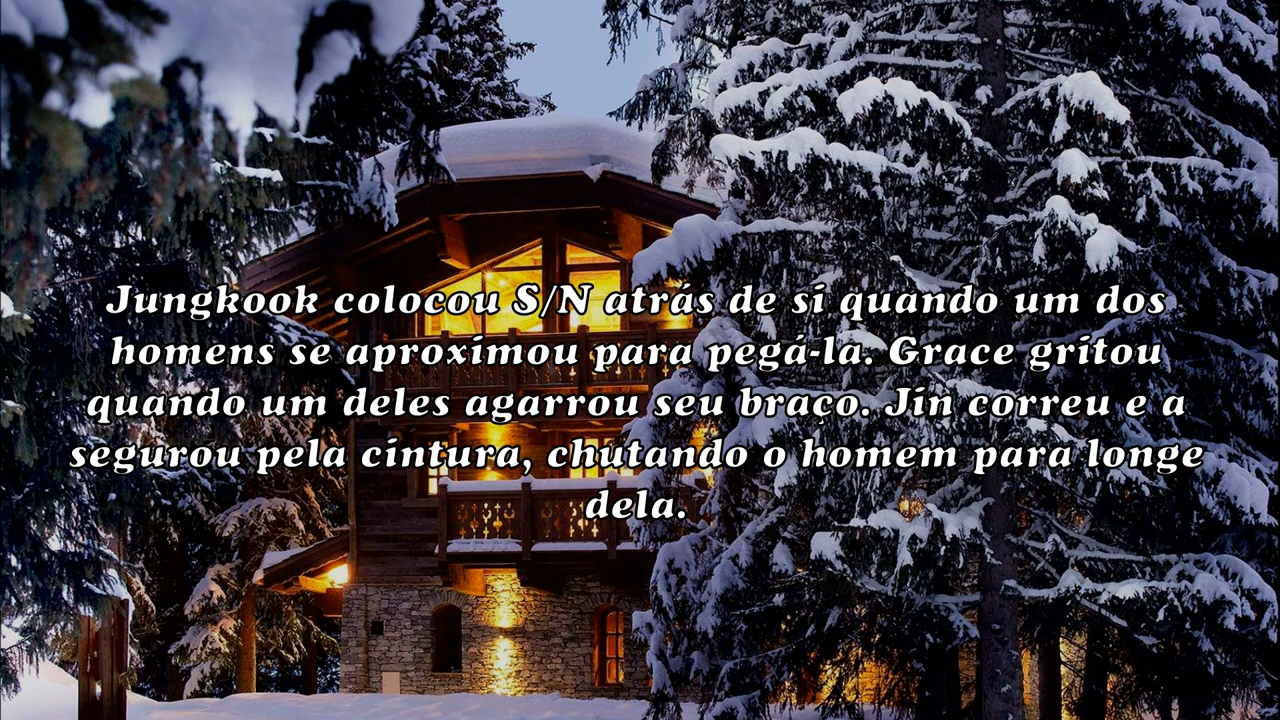 Jungkook colocou S/N atrás de si quando um dos
homens se aproximou para pegá-la. Grace gritou
quando um deles agarrou seu braço. Jin correu e a
segurou pela cintura, chutando o homem para longe
dela.